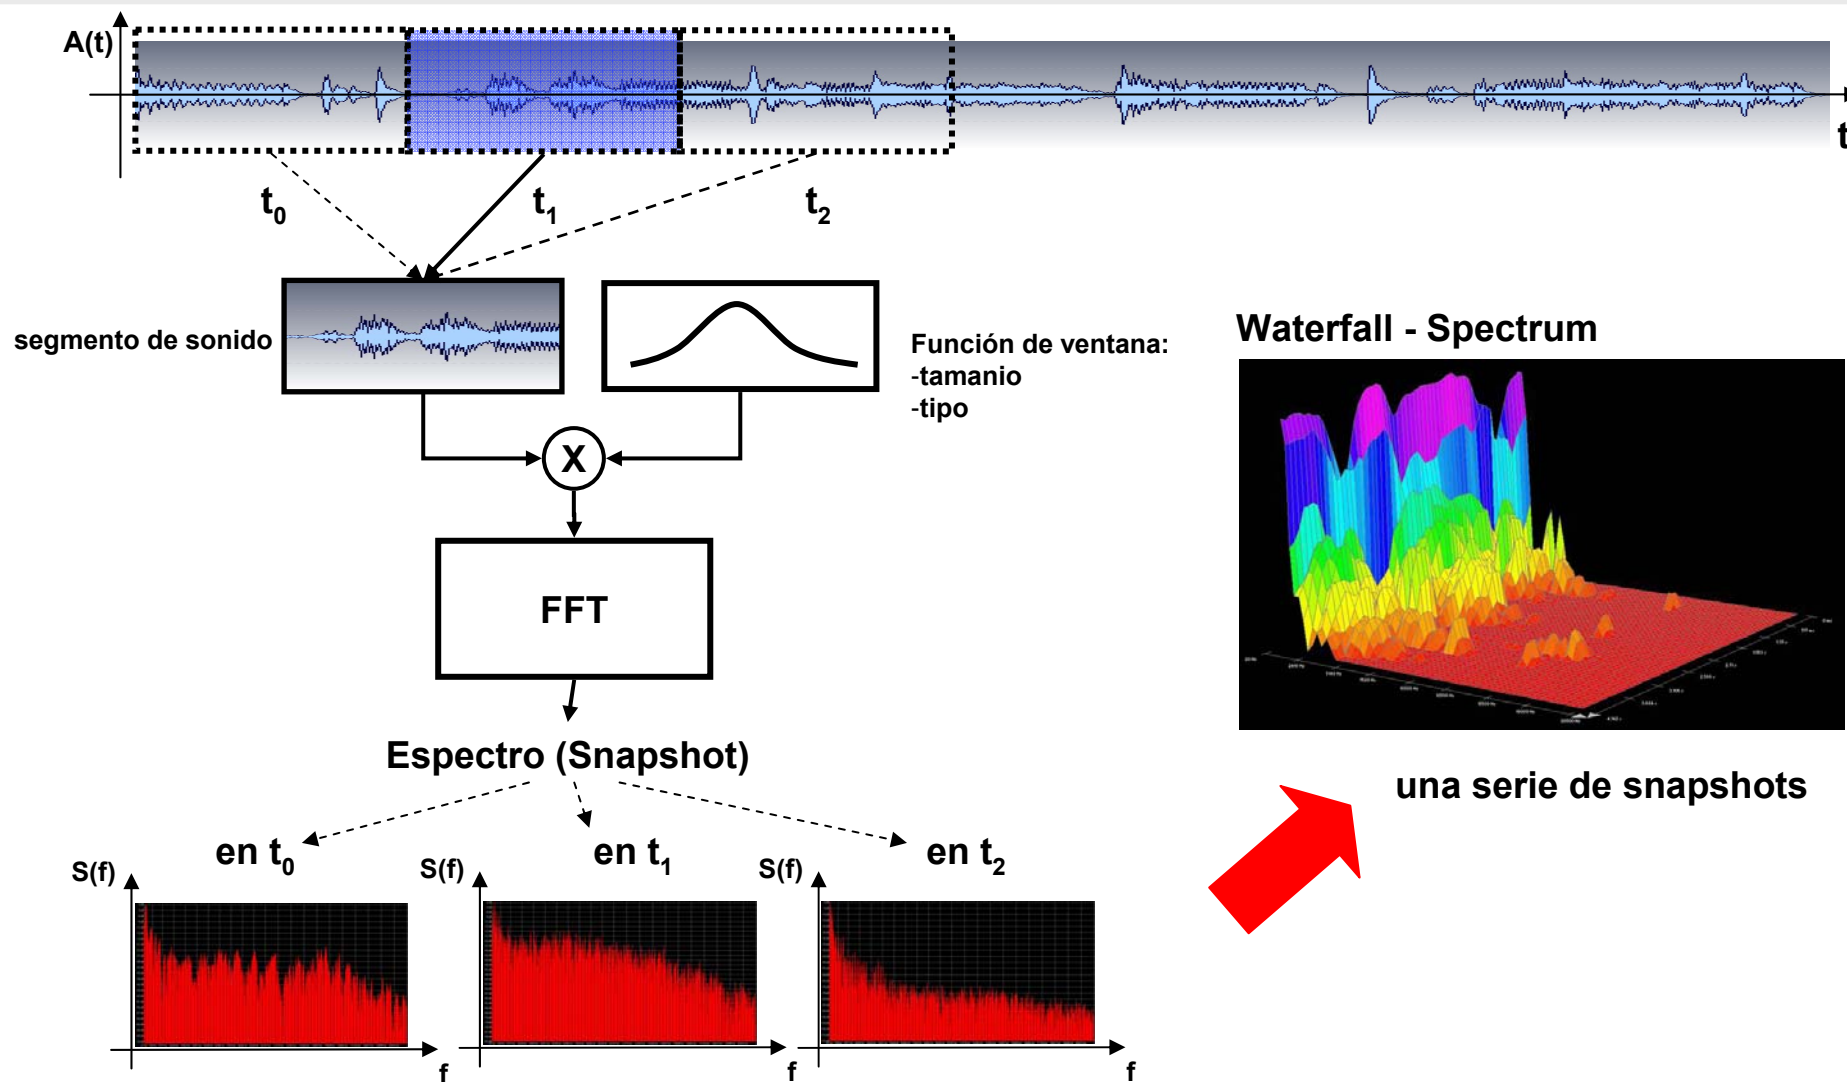 A(t)
t
t0
t1
t2
segmento de sonido
Función de ventana:
-tamanio
-tipo
Waterfall - Spectrum
X
FFT
Espectro (Snapshot)
una serie de snapshots
en t0
en t1
en t2
S(f)
S(f)
S(f)
f
f
f